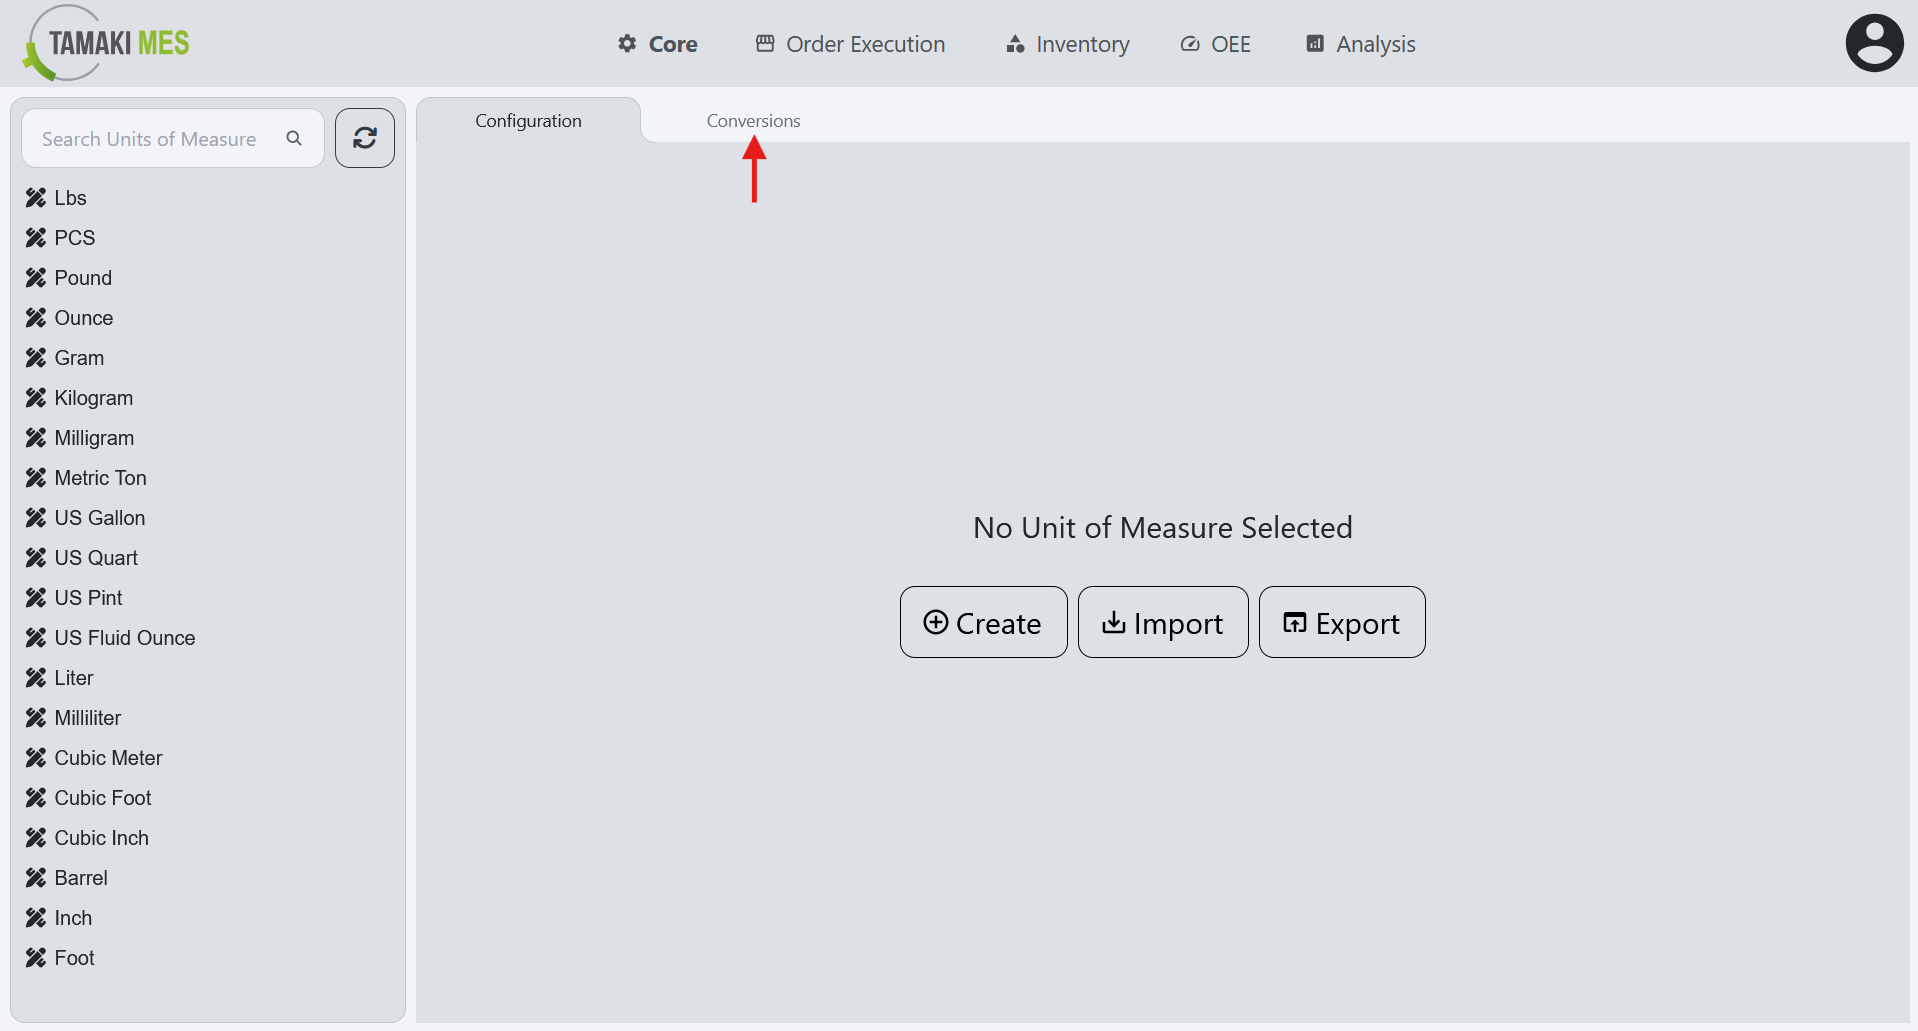 TAMAKI MES
Core
Order Execution
Inventory
OEE
Analysis
Search Units of Measure
Configuration
Conversions
Lbs
PCS
Pound
Ounce
Gram
Kilogram
Milligram
Metric Ton
US Gallon
US Quart
US Pint
US Fluid Ounce
Liter
Milliliter
Cubic Meter
Cubic Foot
Cubic Inch
Barrel
Inch
Foot
No Unit of Measure Selected
Create
Import
Export